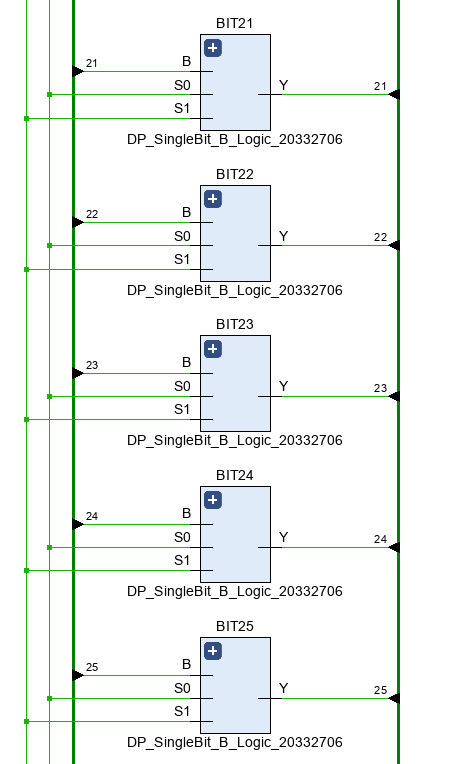 BIT21
21 B
S0 Y 21
S1
DP_SingleBit_B_Logic_20332706
BIT22
22 B
S0 Y 22
S1
DP_SingleBit_B_Logic_20332706
BIT23
23 B
S0 Y 23
S1
DP_SingleBit_B_Logic_20332706
BIT24
24 B
S0 Y 24
S1
DP_SingleBit_B_Logic_20332706
BIT25
25 B
S0 Y 25
S1
DP_SingleBit_B_Logic_20332706